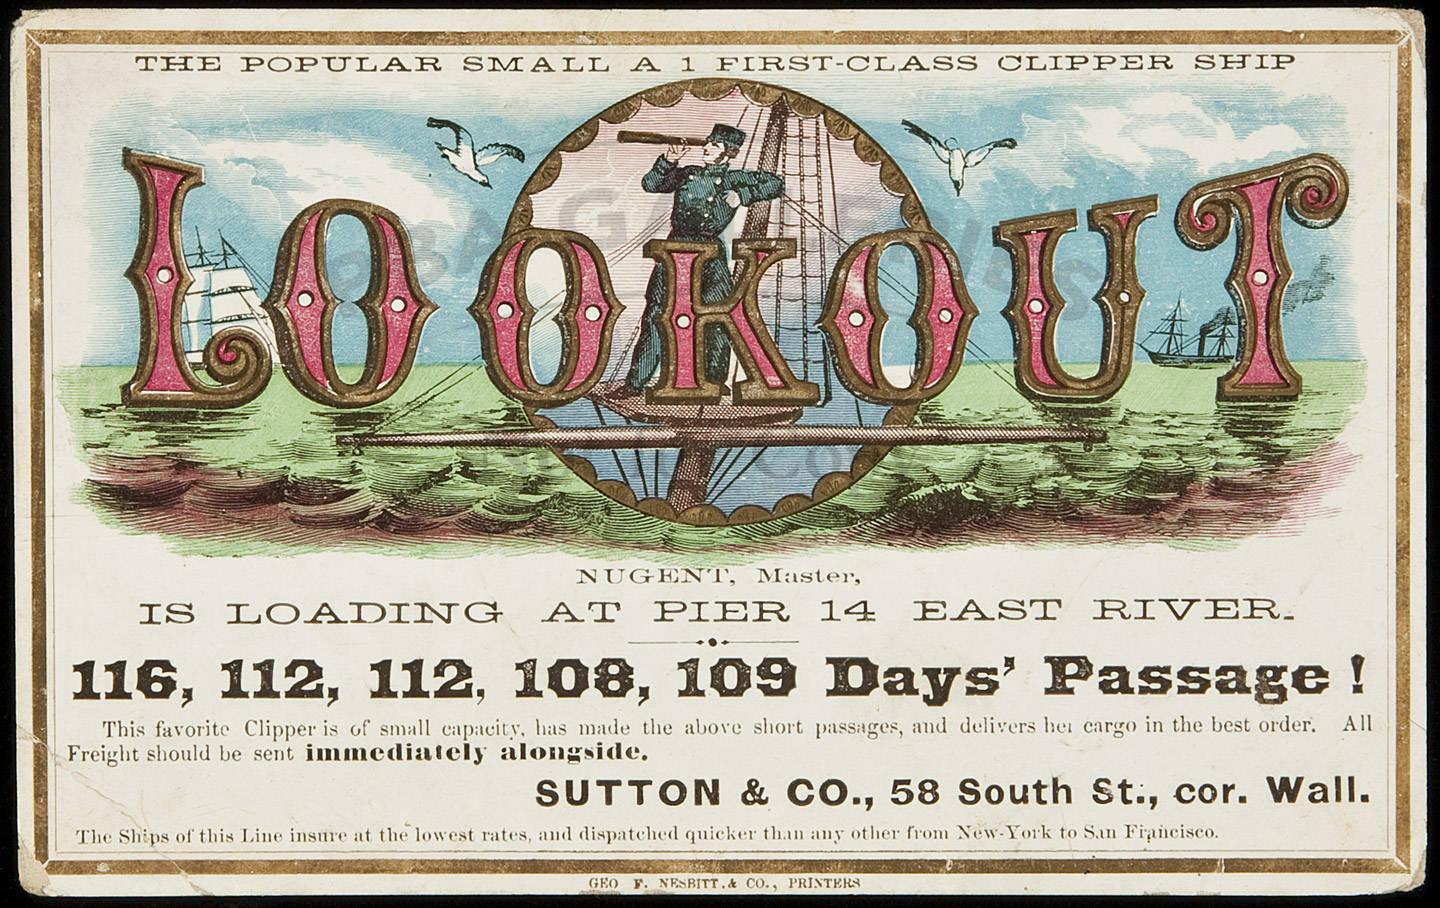 THE POPULAR SMALL A 1 FIRST-CLASS CLIPPER SHIP
LOOKOUT
NUGENT, Master,
IS LOADING AT PIER 14 EAST RIVER.
116, 112, 112, 108, 109 Days' Passage !
This favorite Clipper is of small capacity, has made the above short passages, and delivers her cargo in the best order. All
Freight should be sent immediately alongside.
SUTTON & CO., 58 South St., cor. Wall.
The Ships of this Line insure at the lowest rates, and dispatched quicker than any other from New-York to San Francisco.
GEO F. NESBITT & CO., PRINTERS